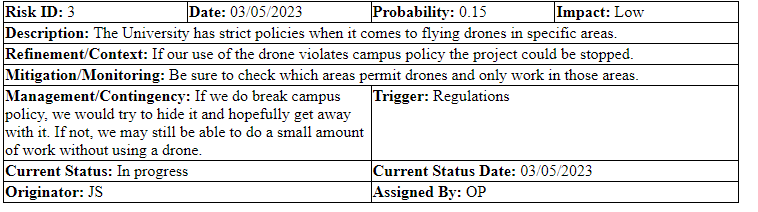 Risk ID: 3 Date: 03/05/2023 Probability: 0.15 Impact: Low
Description: The University has strict policies when it comes to flying drones in specific areas.
Refinement/Context: If our use of the drone violates campus policy the project could be stopped.
Mitigation/Monitoring: Be sure to check which areas permit drones and only work in those areas.
Management/Contingency: If we do break campus
policy, we would try to hide it and hopefully get away
with it. If not, we may still be able to do a small amount
of work without using a drone.
Trigger: Regulations
Current Status: In progress Current Status Date: 03/05/2023
Originator: JS Assigned By: OP